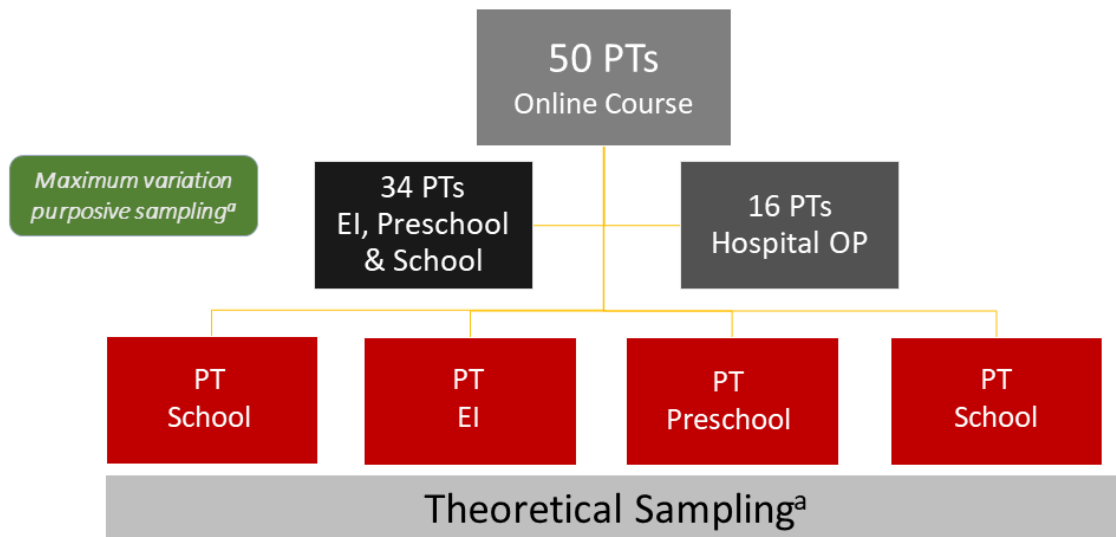 50 PTs
Online Course
Maximum variation
purposive samplingᵃ
34 PTs
EI, Preschool
& School
16 PTs
Hospital OP
PT
School
PT
EI
PT
Preschool
PT
School
Theoretical Samplingᵃ